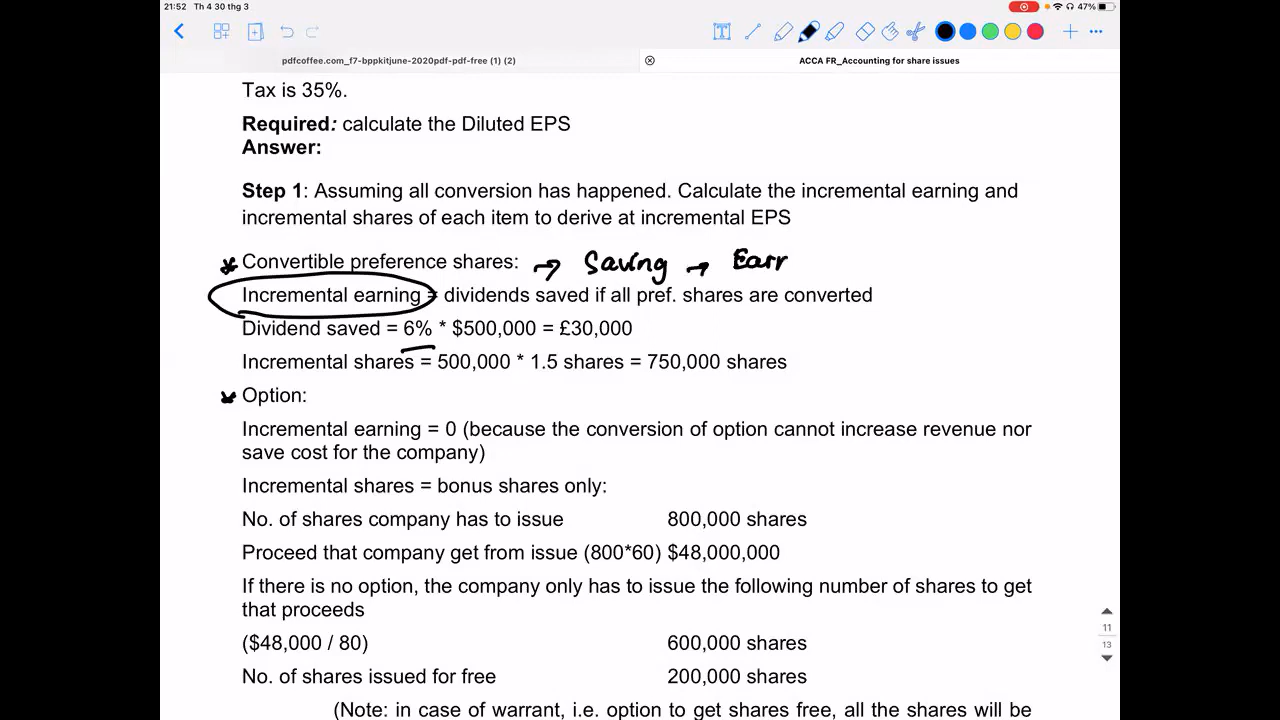 21:52 Th 4 30 thg 3
47%
pdfcoffee.com_f7-bppkitjune-2020pdf-pdf-free (1) (2)
ACCA FR_Accounting for share issues
Tax is 35%.
Required: calculate the Diluted EPS
Answer:
Step 1: Assuming all conversion has happened. Calculate the incremental earning and
incremental shares of each item to derive at incremental EPS
Convertible preference shares: → Saving → Earr
Incremental earning = dividends saved if all pref. shares are converted
Dividend saved = 6% * $500,000 = £30,000
Incremental shares = 500,000 * 1.5 shares = 750,000 shares
Option:
Incremental earning = 0 (because the conversion of option cannot increase revenue nor
save cost for the company)
Incremental shares = bonus shares only:
No. of shares company has to issue 800,000 shares
Proceed that company get from issue (800*60) $48,000,000
If there is no option, the company only has to issue the following number of shares to get
that proceeds
($48,000 / 80) 600,000 shares
11
13
No. of shares issued for free 200,000 shares
(Note: in case of warrant, i.e. option to get shares free, all the shares will be